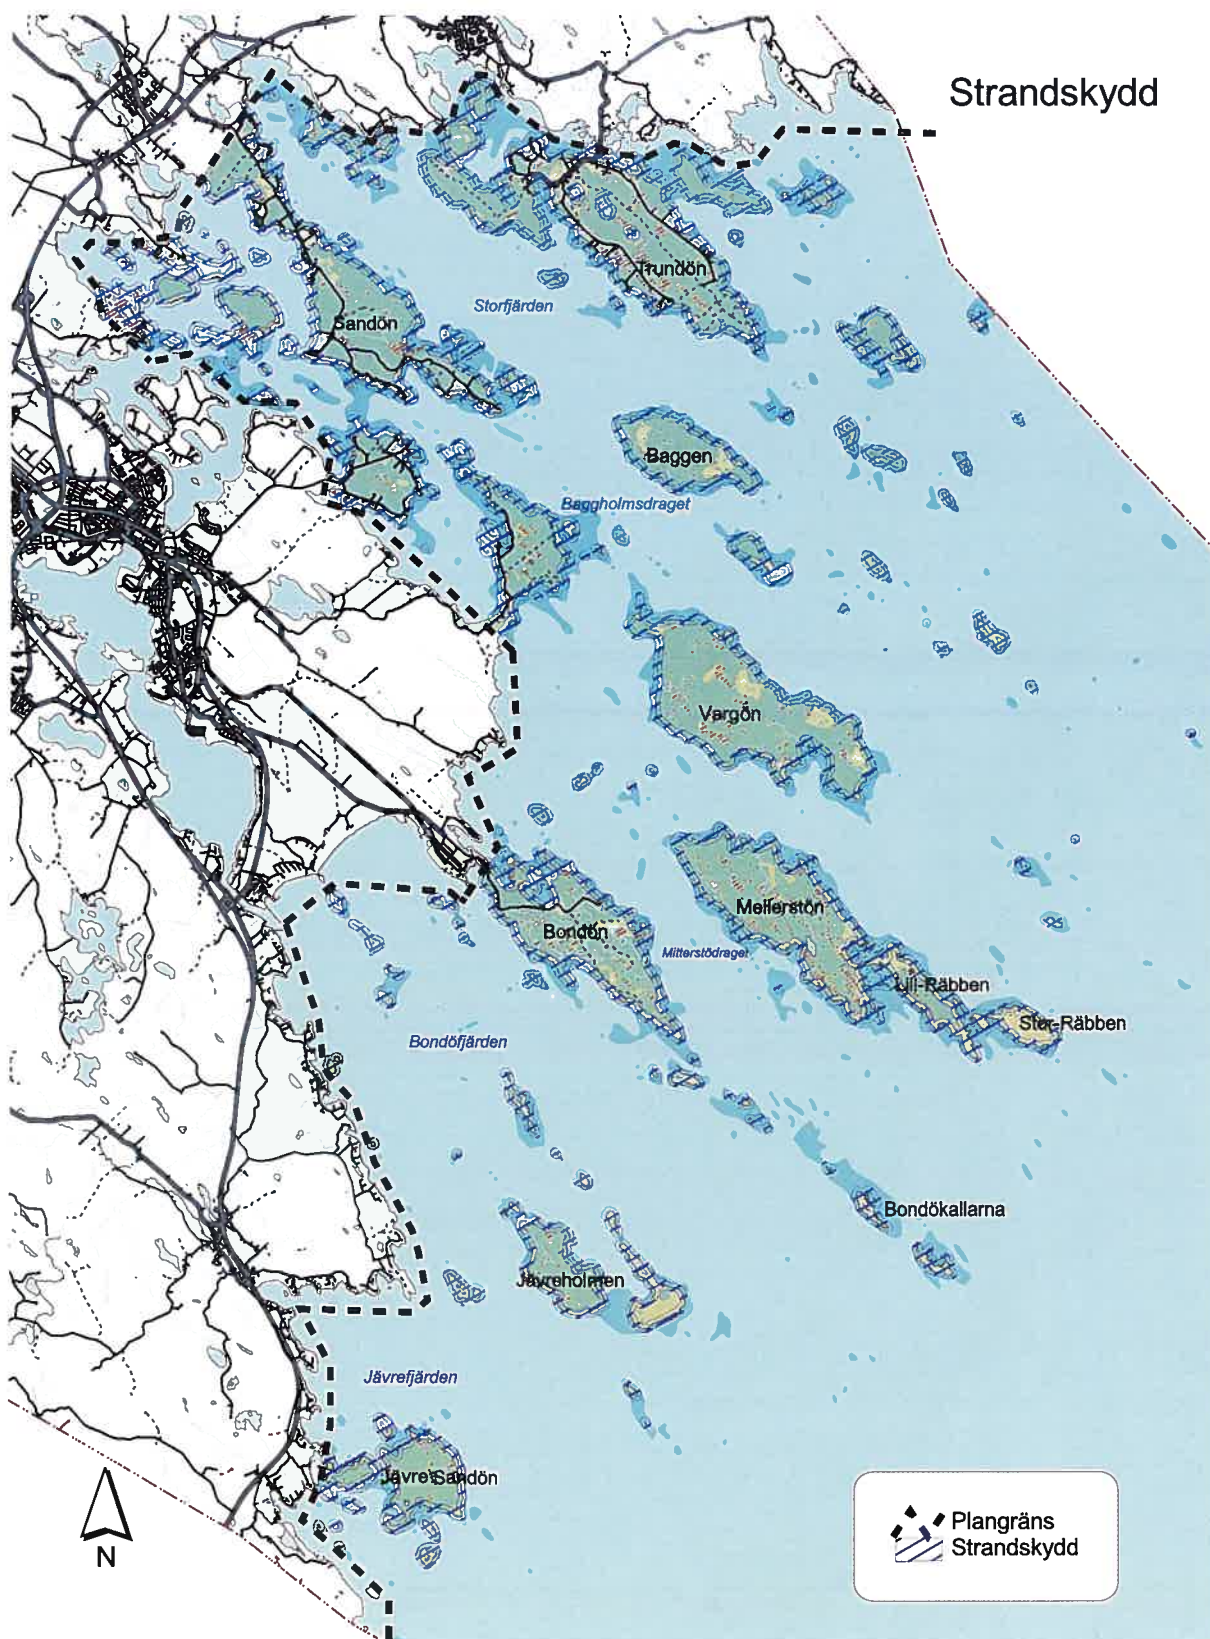 Strandskydd
Trundön
Storfjärden
Sandön
Baggen
Baggholmsdraget
Vargön
Mellerstön
Bondön
Mitterstödraget
Lill-Räbben
Stor-Räbben
Bondöfjärden
Bondökallarna
Jävreholmen
Jävrefjärden
Jävre Sandön
Plangräns
Strandskydd
N